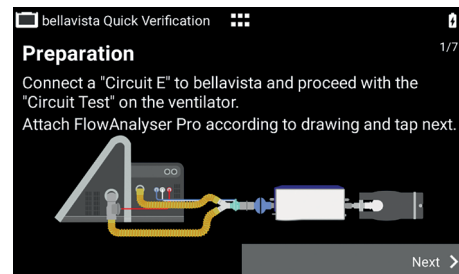 bellavista Quick Verification
1/7
Preparation
Connect a "Circuit E" to bellavista and proceed with the
"Circuit Test" on the ventilator.
Attach FlowAnalyser Pro according to drawing and tap next.
Next